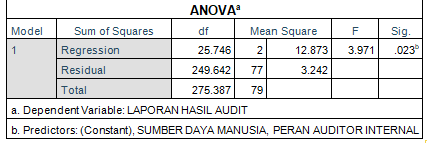 ANOVAa
Model Sum of Squares df Mean Square F Sig.
1 Regression 25.746 2 12.873 3.971 .023b
Residual 249.642 77 3.242
Total 275.387 79
a. Dependent Variable: LAPORAN HASIL AUDIT
b. Predictors: (Constant), SUMBER DAYA MANUSIA, PERAN AUDITOR INTERNAL